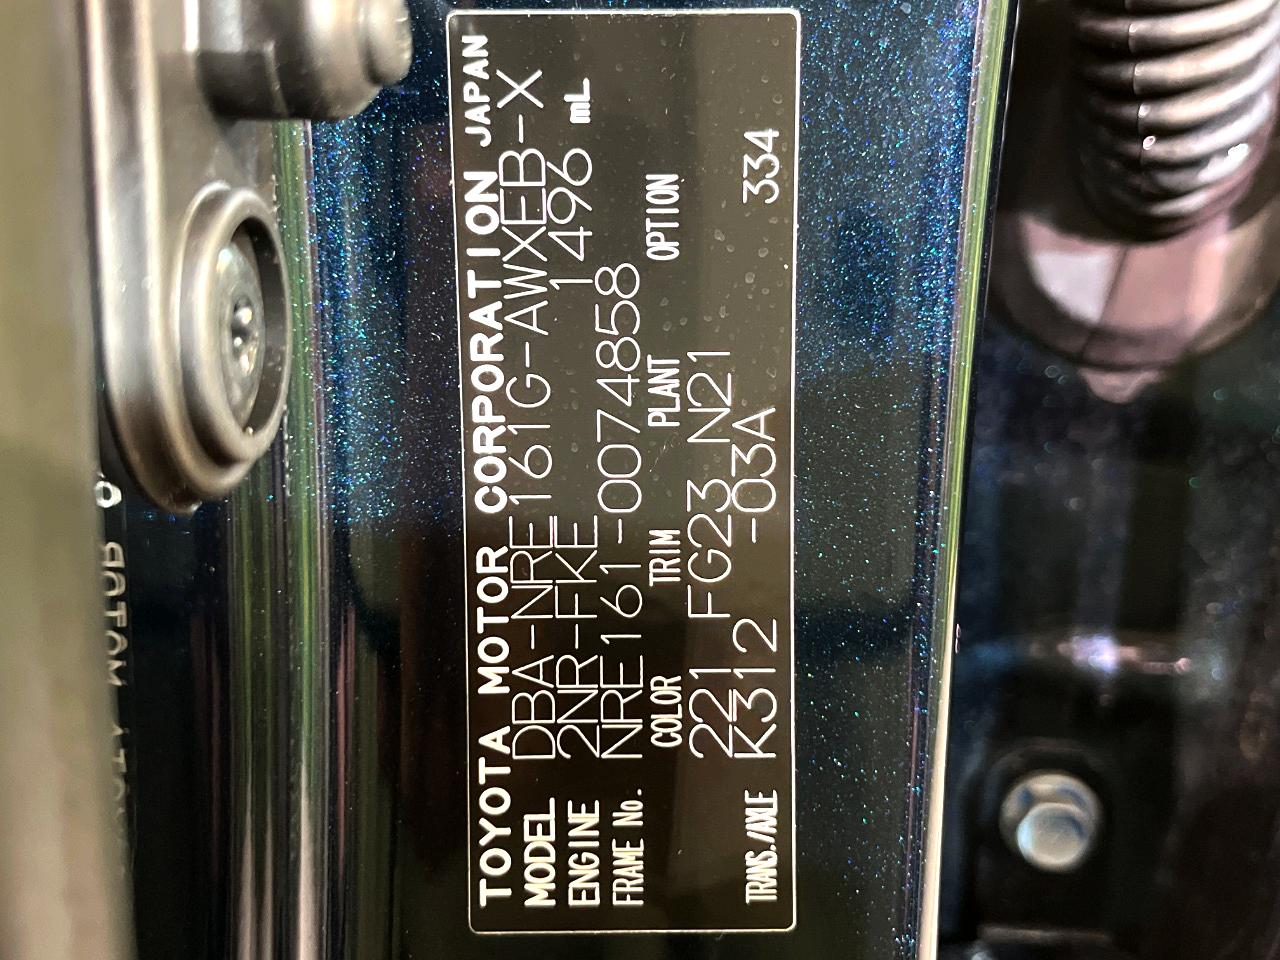 TOYOTA MOTOR CORPORATION JAPAN
MODEL DBA-NRE161G-AWXEB-X
ENGINE 2NR-FKE 1496 mL
FRAME No. NRE161-0074858
COLOR TRIM PLANT OPTION
221 FG23 N21
TRANS./AXLE K312 -03A 334